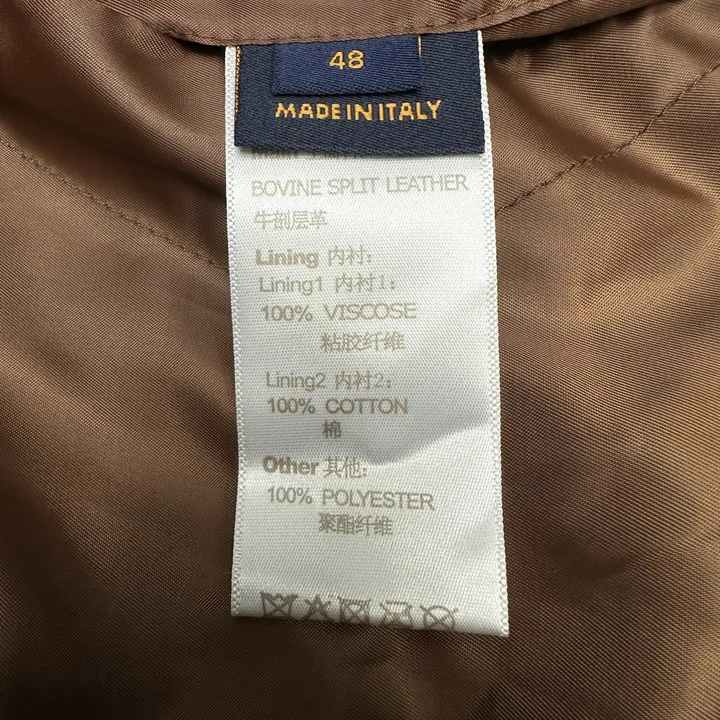 48
MADE IN ITALY
BOVINE SPLIT LEATHER
牛剖层革
Lining 内衬:
Lining1 内衬1:
100% VISCOSE
粘胶纤维
Lining2 内衬2:
100% COTTON
棉
Other 其他:
100% POLYESTER
聚酯纤维